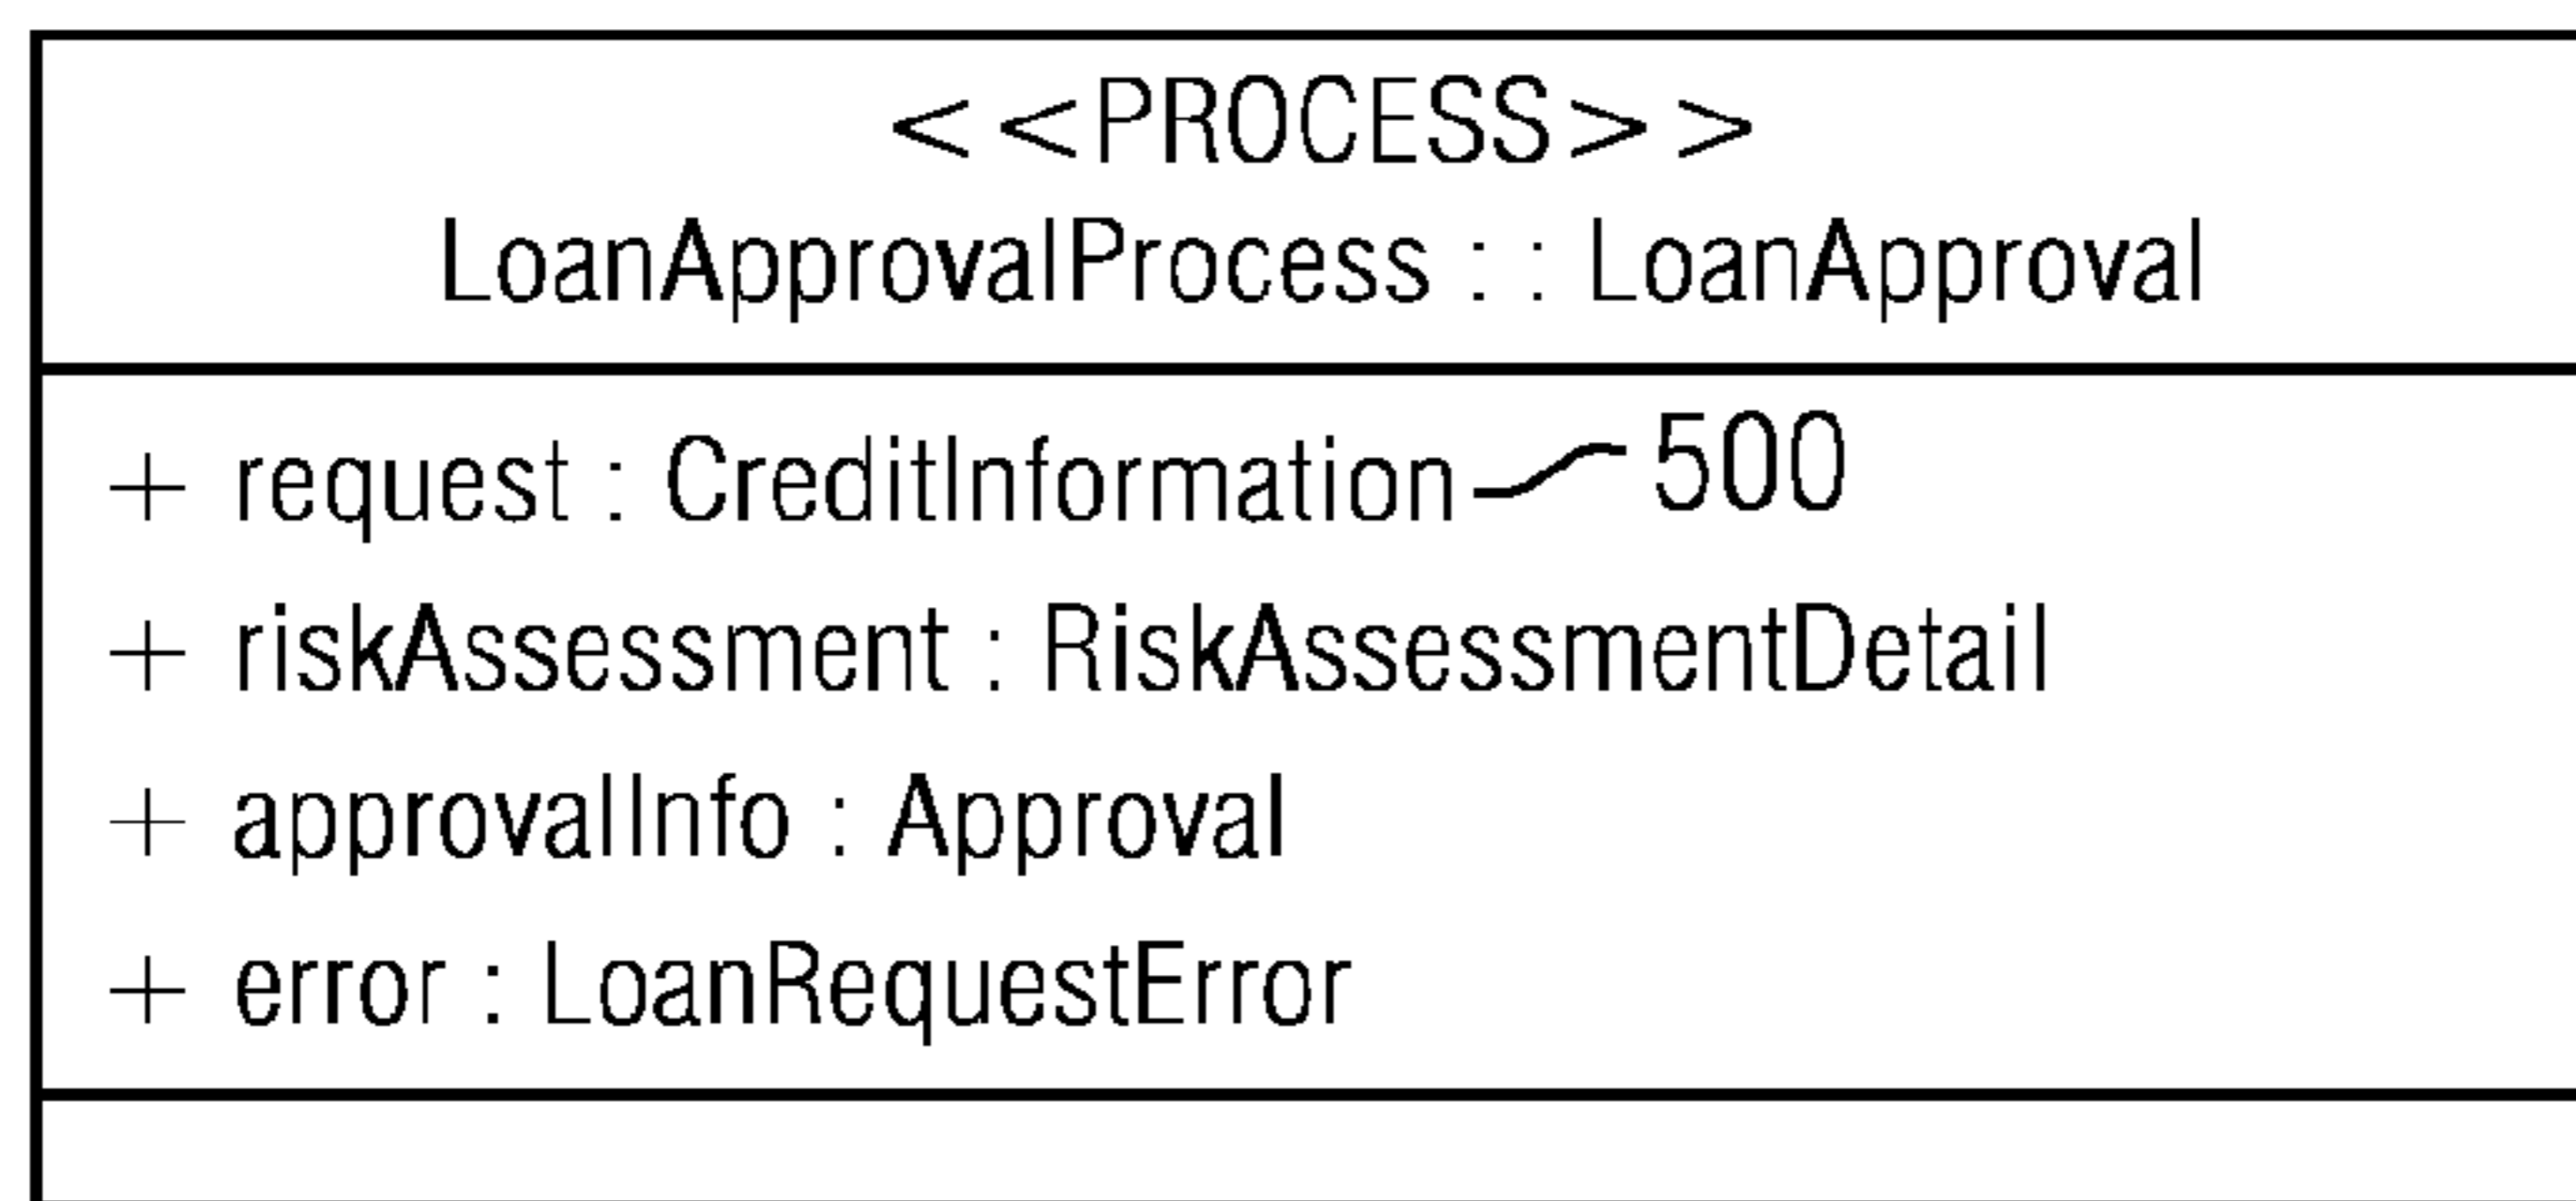 <<PROCESS>>
LoanApprovalProcess : : LoanApproval
+ request : CreditInformation 500
+ riskAssessment : RiskAssessmentDetail
+ approvalInfo : Approval
+ error : LoanRequestError